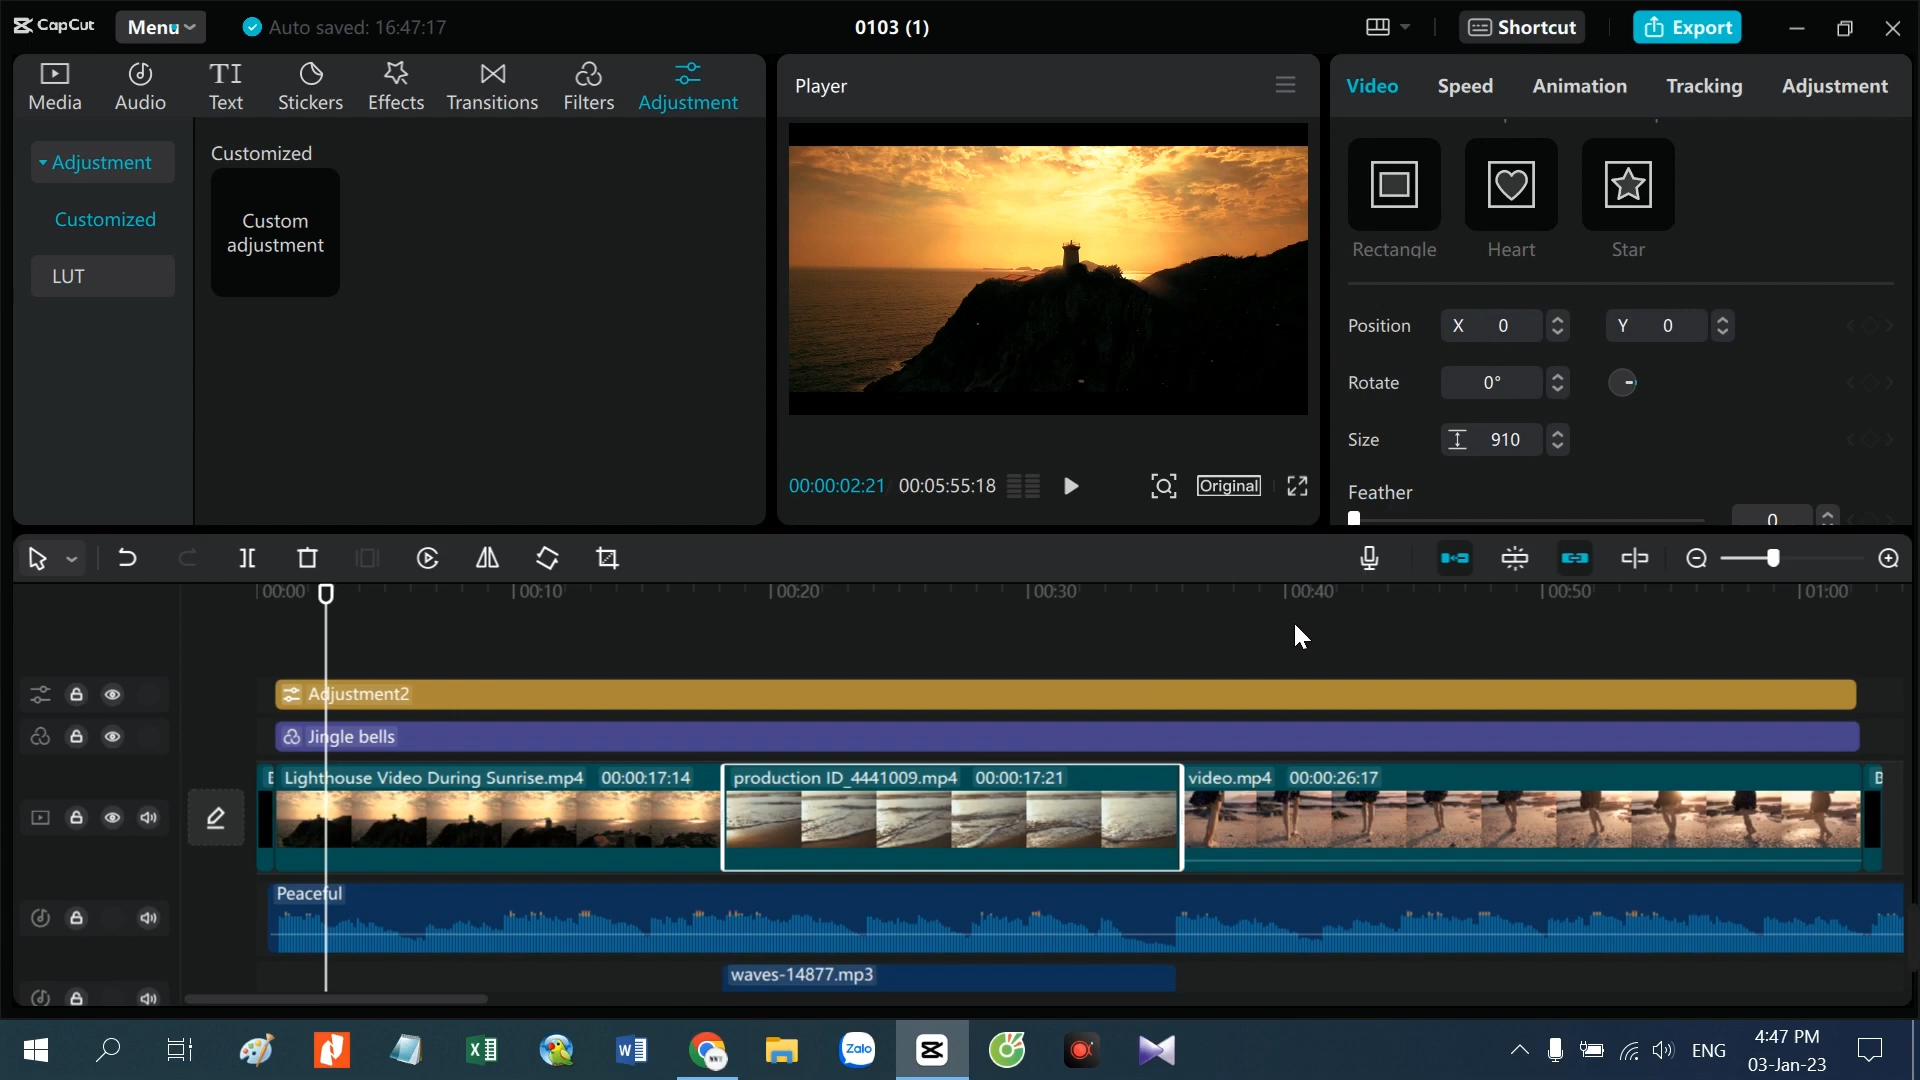 CapCut Menu Auto saved: 16:47:17 0103 (1) Shortcut Export
Media Audio Text Stickers Effects Transitions Filters Adjustment
Adjustment
Customized
LUT
Customized
Custom
adjustment
Player
00:00:02:21 00:05:55:18 Original
Video Speed Animation Tracking Adjustment
Rectangle Heart Star
Position X 0 Y 0
Rotate 0°
Size 910
Feather
0
00:00 00:10 00:20 00:30 00:40 00:50 01:00
Adjustment2
Jingle bells
Lighthouse Video During Sunrise.mp4 00:00:17:14 production ID_4441009.mp4 00:00:17:21 video.mp4 00:00:26:17
Peaceful
waves-14877.mp3
Zalo
ENG
4:47 PM
03-Jan-23